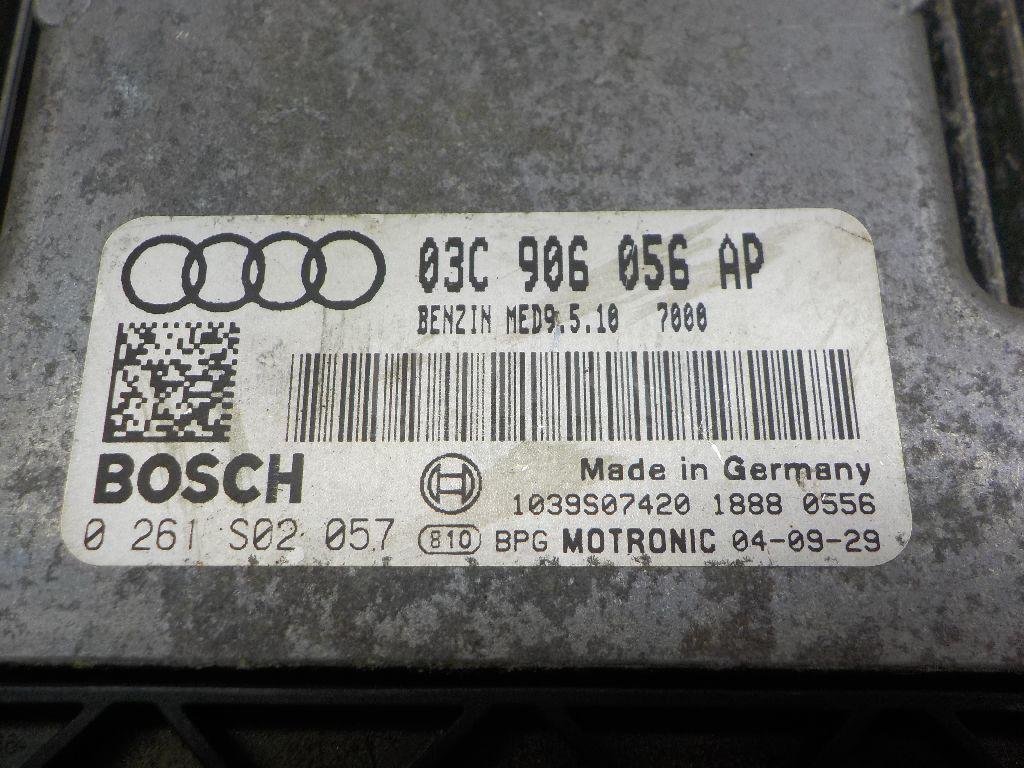 03C 906 056 AP
BENZIN MED9.5.10 7000
BOSCH
Made in Germany
1039S07420 1888 0556
0 261 S02 057
810 BPG MOTRONIC 04-09-29